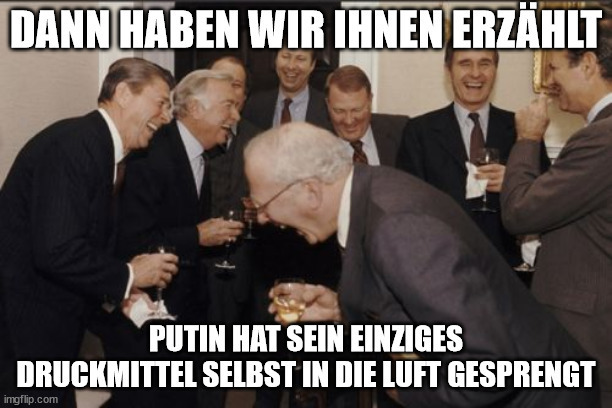 DANN HABEN WIR IHNEN ERZÄHLT
PUTIN HAT SEIN EINZIGES
DRUCKMITTEL SELBST IN DIE LUFT GESPRENGT
imgflip.com